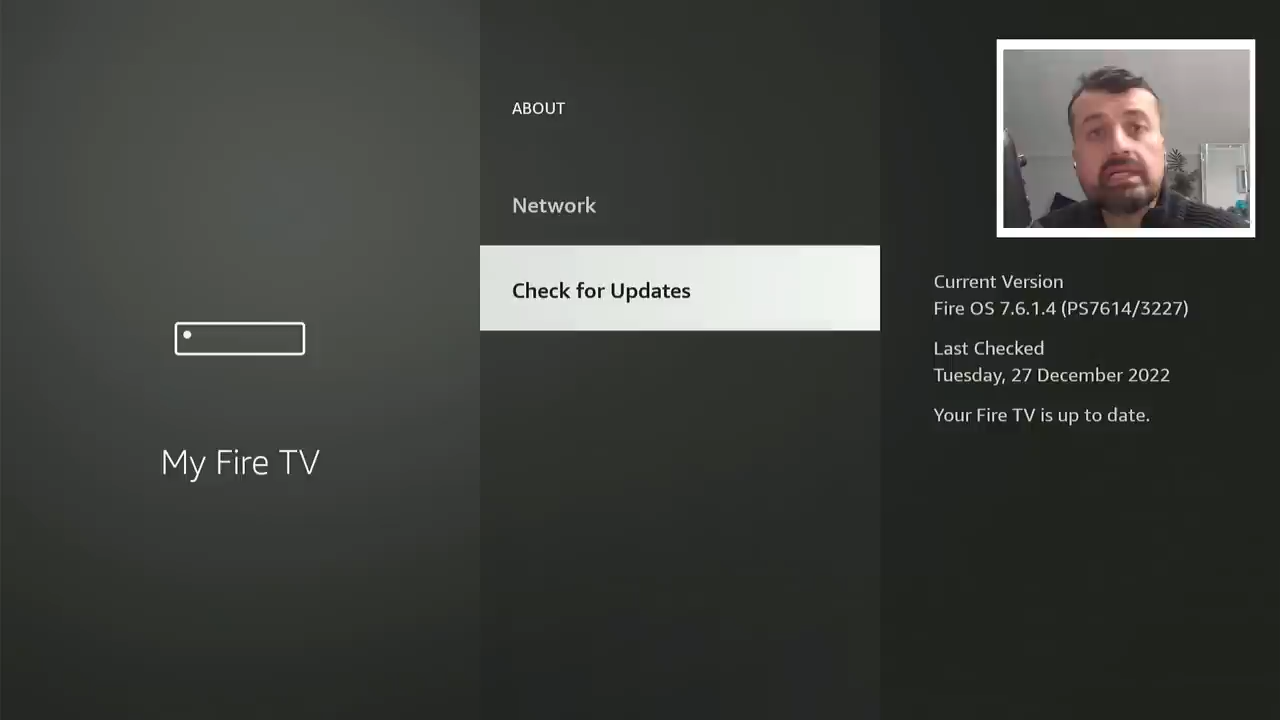 ABOUT
Network
Check for Updates
My Fire TV
Current Version
Fire OS 7.6.1.4 (PS7614/3227)
Last Checked
Tuesday, 27 December 2022
Your Fire TV is up to date.